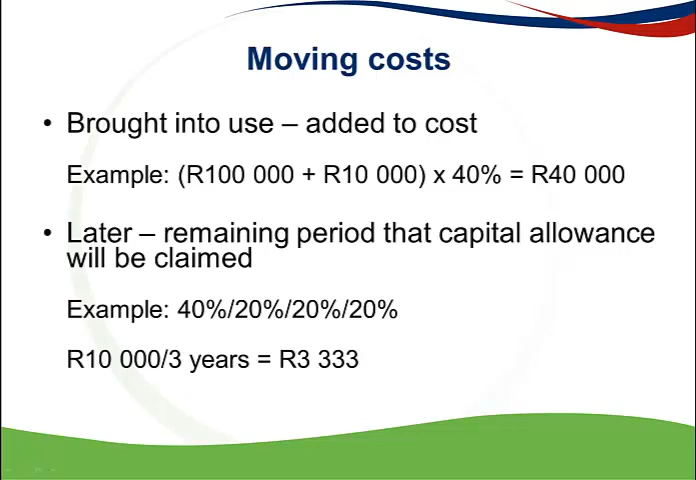 Moving costs
• Brought into use – added to cost
Example: (R100 000 + R10 000) x 40% = R40 000
• Later – remaining period that capital allowance
will be claimed
Example: 40%/20%/20%/20%
R10 000/3 years = R3 333